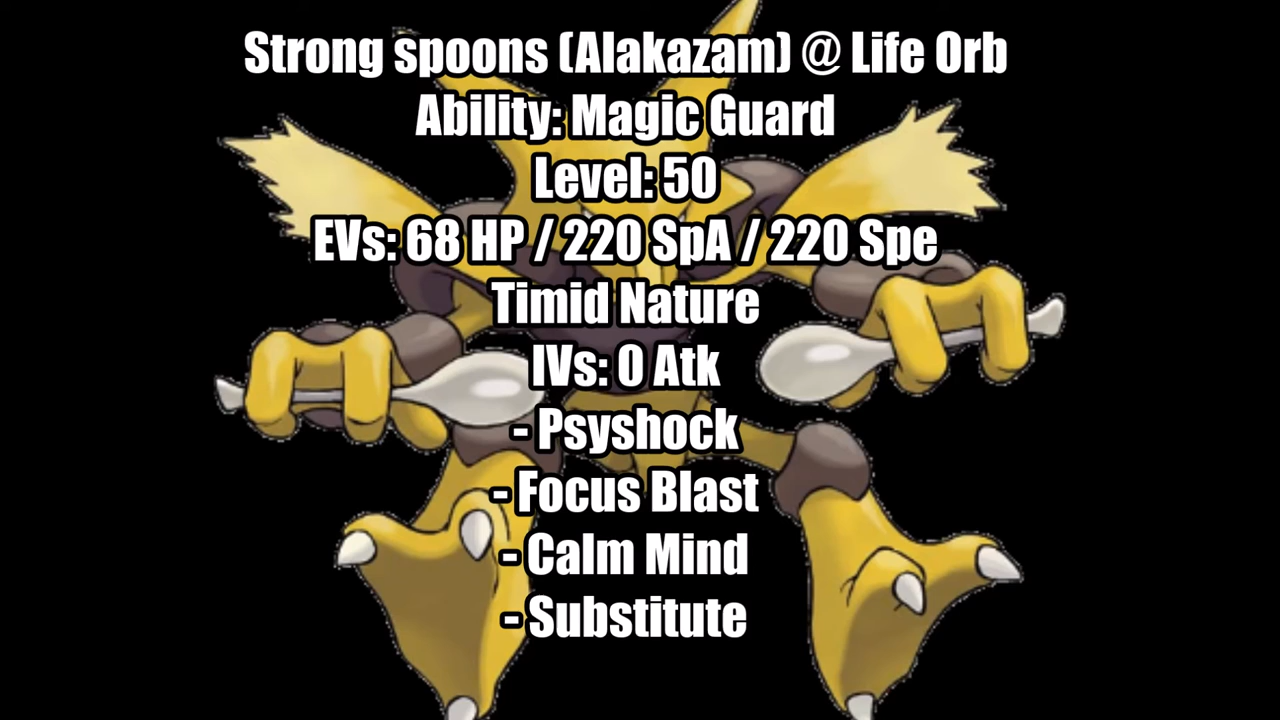 Strong spoons (Alakazam) @ Life Orb
Ability: Magic Guard
Level: 50
EVs: 68 HP / 220 SpA / 220 Spe
Timid Nature
IVs: 0 Atk
- Psyshock
- Focus Blast
- Calm Mind
- Substitute